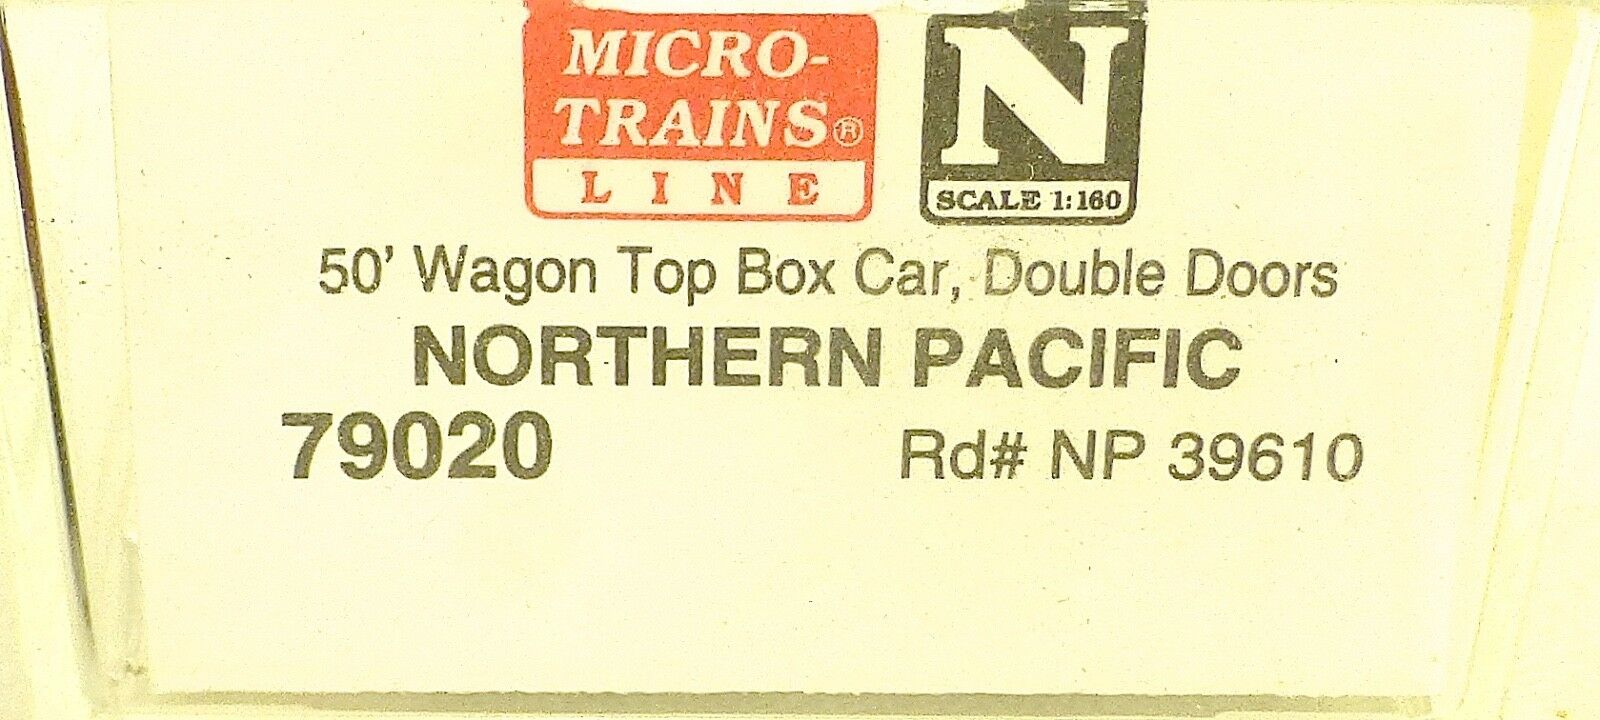 MICRO-
TRAINS®
LINE
N
SCALE 1:160
50' Wagon Top Box Car, Double Doors
NORTHERN PACIFIC
79020 Rd# NP 39610